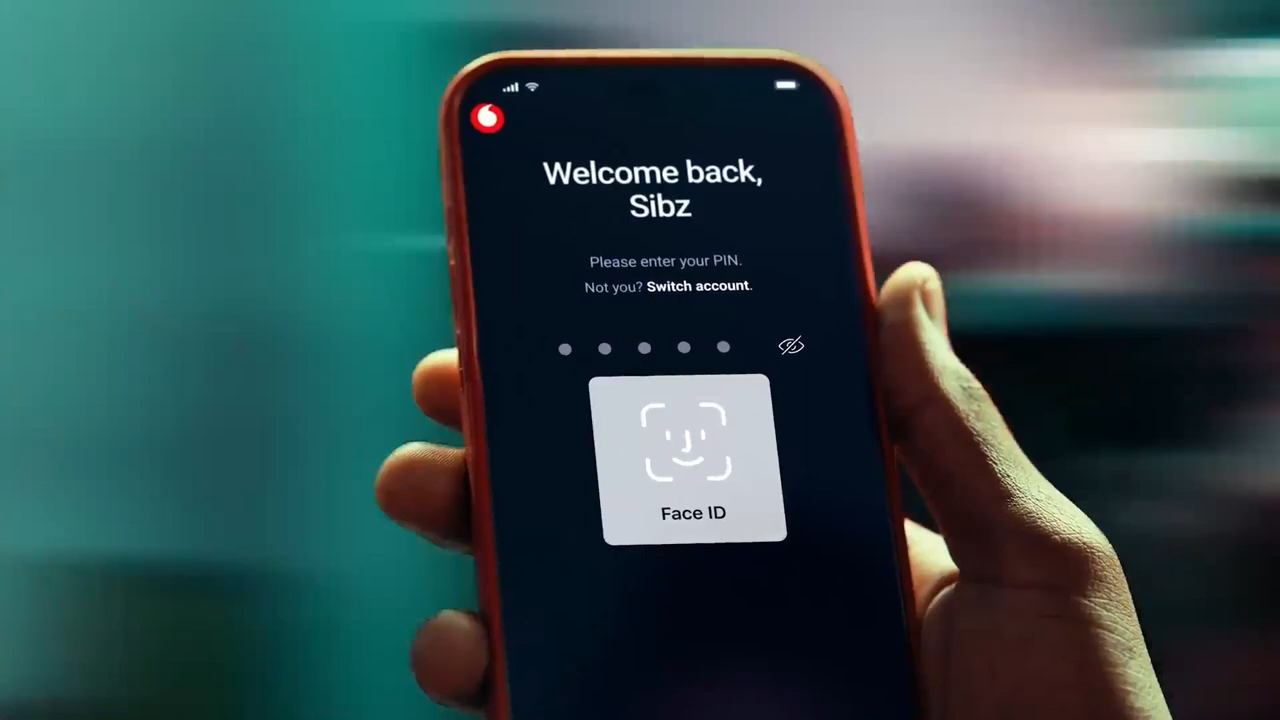 Welcome back,
Sibz
Please enter your PIN.
Not you? Switch account.
Face ID